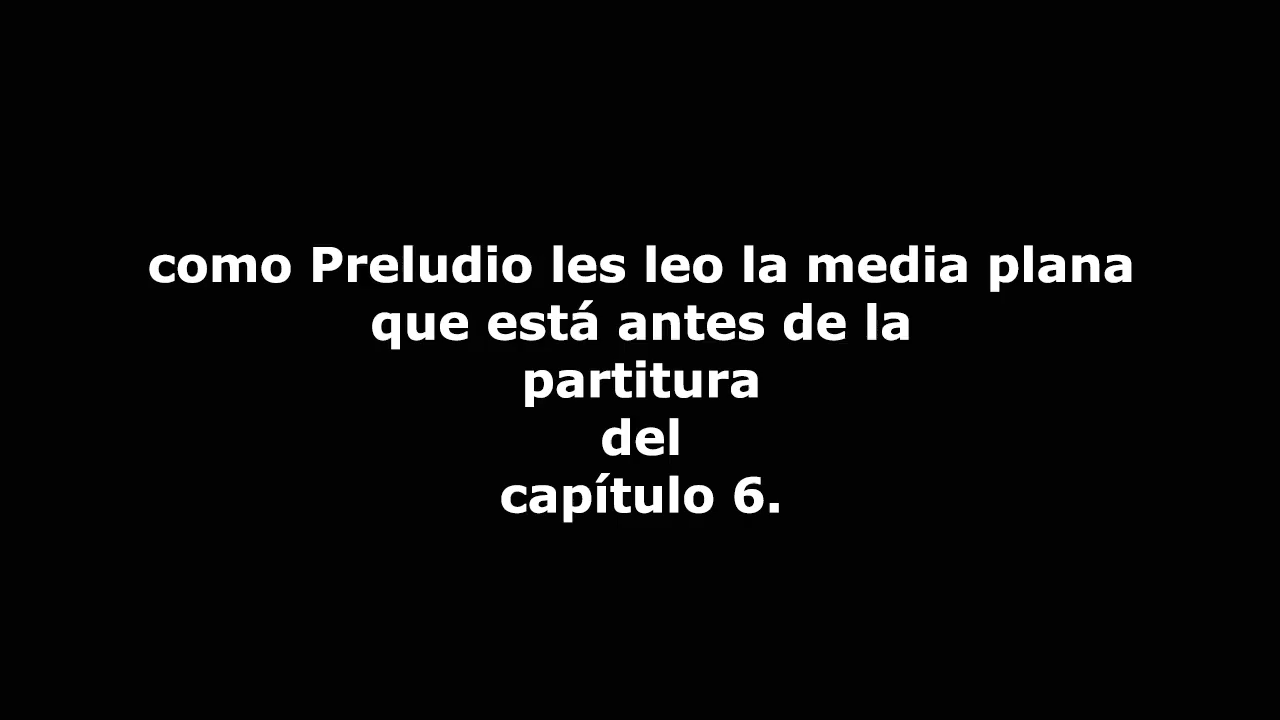 como Preludio les leo la media plana
que está antes de la
partitura
del
capítulo 6.